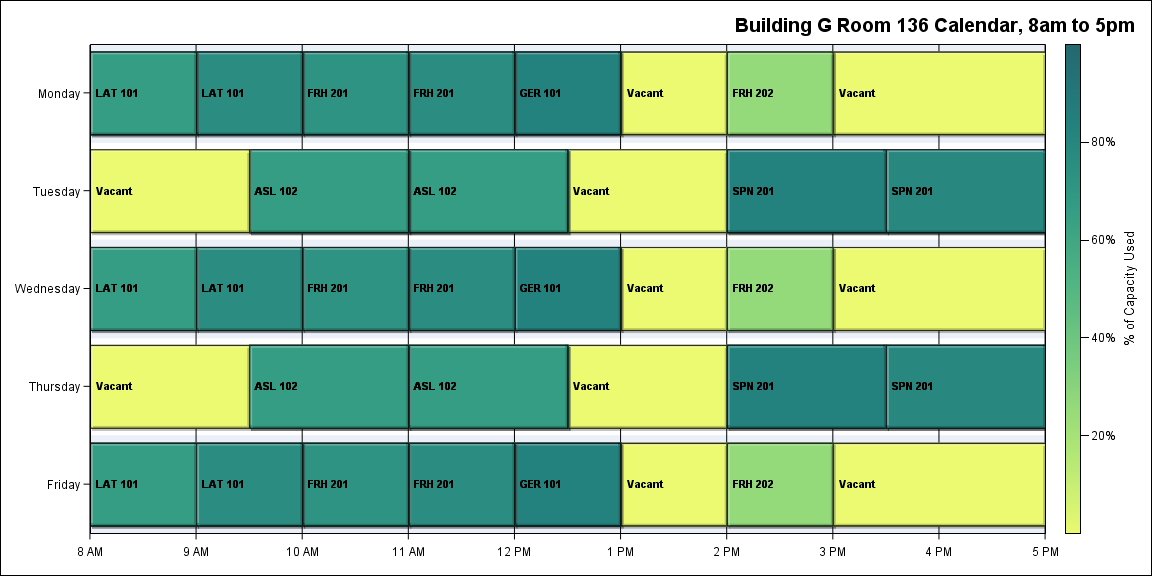 Building G Room 136 Calendar, 8am to 5pm
Monday LAT 101 LAT 101 FRH 201 FRH 201 GER 101 Vacant FRH 202 Vacant
80%
Tuesday Vacant ASL 102 ASL 102 Vacant SPN 201 SPN 201
60%
Wednesday LAT 101 LAT 101 FRH 201 FRH 201 GER 101 Vacant FRH 202 Vacant
% of Capacity Used
40%
Thursday Vacant ASL 102 ASL 102 Vacant SPN 201 SPN 201
20%
Friday LAT 101 LAT 101 FRH 201 FRH 201 GER 101 Vacant FRH 202 Vacant
8 AM 9 AM 10 AM 11 AM 12 PM 1 PM 2 PM 3 PM 4 PM 5 PM